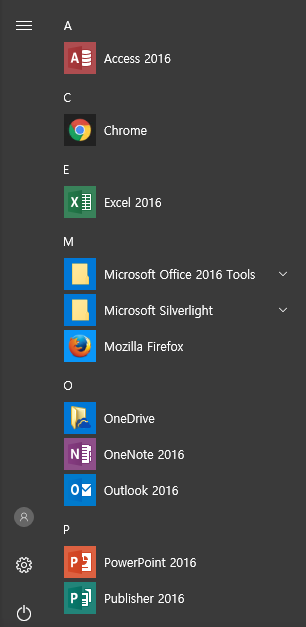 A
Access 2016
C
Chrome
E
Excel 2016
M
Microsoft Office 2016 Tools
Microsoft Silverlight
Mozilla Firefox
O
OneDrive
OneNote 2016
Outlook 2016
P
PowerPoint 2016
Publisher 2016